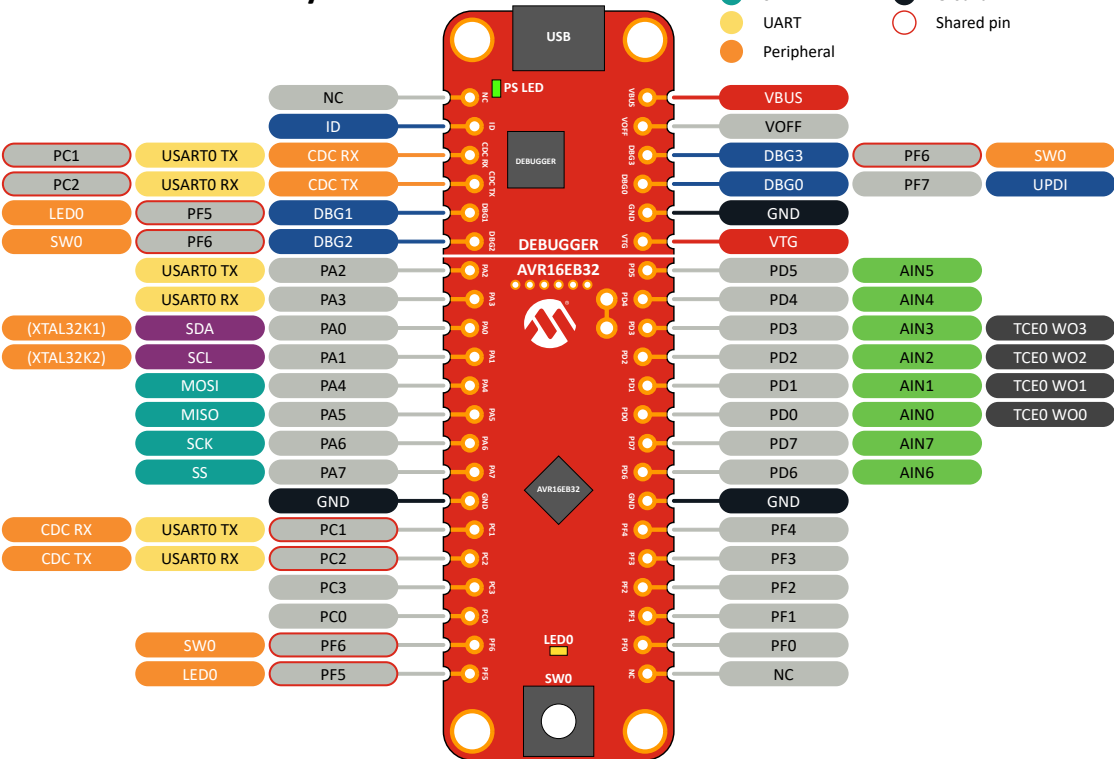 UART
Shared pin
Peripheral
USB
PS LED
NC NC VBUS VBUS
ID ID VOFF VOFF
PC1 USART0 TX CDC RX CDC RX DEBUGGER DBG3 DBG3 PF6 SW0
PC2 USART0 RX CDC TX CDC TX DBG0 DBG0 PF7 UPDI
LED0 PF5 DBG1 DBG1 GND GND
SW0 PF6 DBG2 DBG2 DEBUGGER VTG VTG
USART0 TX PA2 PA2 AVR16EB32 PD5 PD5 AIN5
USART0 RX PA3 PA3 PD4 PD4 AIN4
(XTAL32K1) SDA PA0 PA0 PD3 PD3 AIN3 TCE0 WO3
(XTAL32K2) SCL PA1 PA1 PD2 PD2 AIN2 TCE0 WO2
MOSI PA4 PA4 PD1 PD1 AIN1 TCE0 WO1
MISO PA5 PA5 PD0 PD0 AIN0 TCE0 WO0
SCK PA6 PA6 PD7 PD7 AIN7
SS PA7 PA7 PD6 PD6 AIN6
AVR16EB32
GND GND GND GND
CDC RX USART0 TX PC1 PC1 PF4 PF4
CDC TX USART0 RX PC2 PC2 PF3 PF3
PC3 PC3 PF2 PF2
PC0 PC0 PF1 PF1
SW0 PF6 PF6 LED0 PF0 PF0
LED0 PF5 PF5 SW0 NC NC